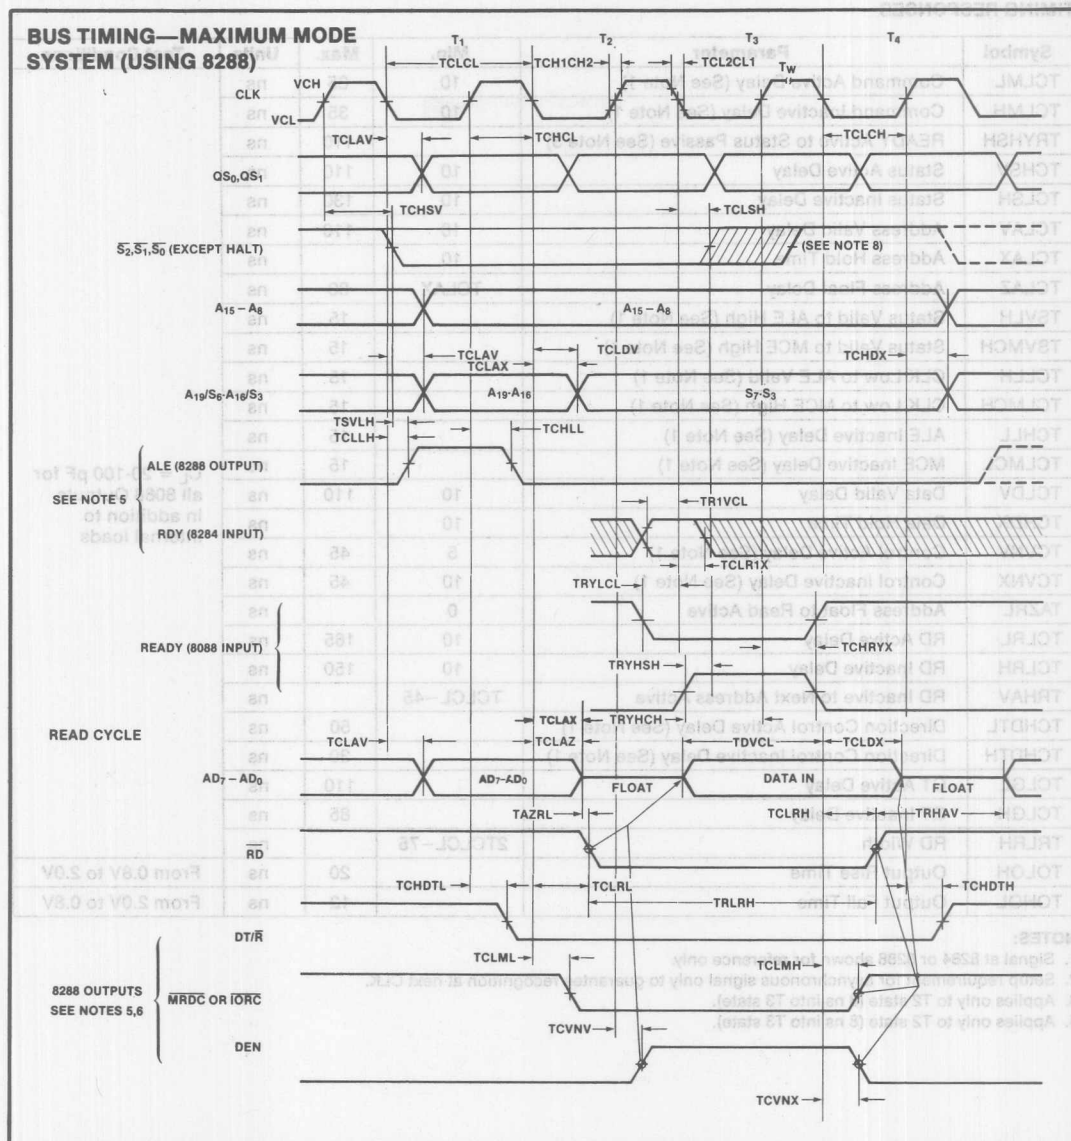 BUS TIMING—MAXIMUM MODE
SYSTEM (USING 8288)
T1 T2 T3 T4
TCLCL TCH1CH2 TCL2CL1 TW
VCH
CLK
VCL
TCLAV TCHCL TCLCH
QS0,QS1
TCHSV TCLSH
S2,S1,S0 (EXCEPT HALT) (SEE NOTE 8)
A15 – A8 A15 – A8
TCLAV TCLDV TCHDX
TCLAX
A19/S6-A16/S3 A19-A16 S7-S3
TSVLH
TCLLH TCHLL
ALE (8288 OUTPUT)
SEE NOTE 5
TR1VCL
RDY (8284 INPUT)
TCLR1X
TRYLCL
READY (8088 INPUT)
TCHRYX
TRYHSH
TCLAX TRYHCH
READ CYCLE
TCLAV TCLAZ TDVCL TCLDX
AD7 – AD0 AD7-AD0 FLOAT DATA IN FLOAT
TAZRL TCLRH TRHAV
RD
TCHDTL TCLRL TCHDTH
TRLRH
DT/R
TCLML TCLMH
8288 OUTPUTS
SEE NOTES 5,6
MRDC OR IORC
TCVNV
DEN
TCVNX